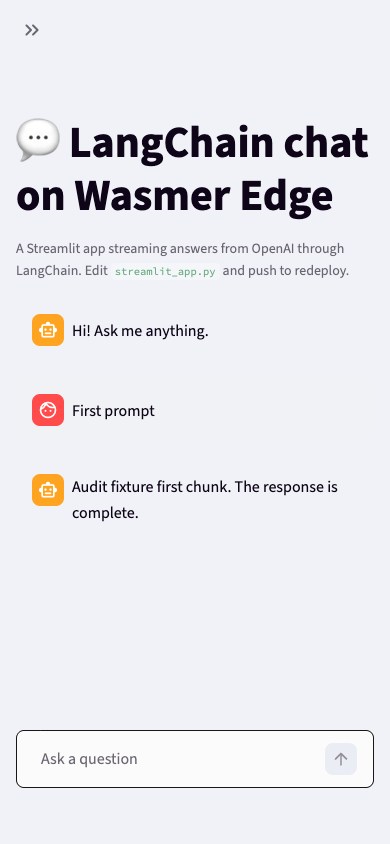 LangChain chat
on Wasmer Edge
A Streamlit app streaming answers from OpenAI through
LangChain. Edit streamlit_app.py and push to redeploy.
Hi! Ask me anything.
First prompt
Audit fixture first chunk. The response is
complete.
Ask a question